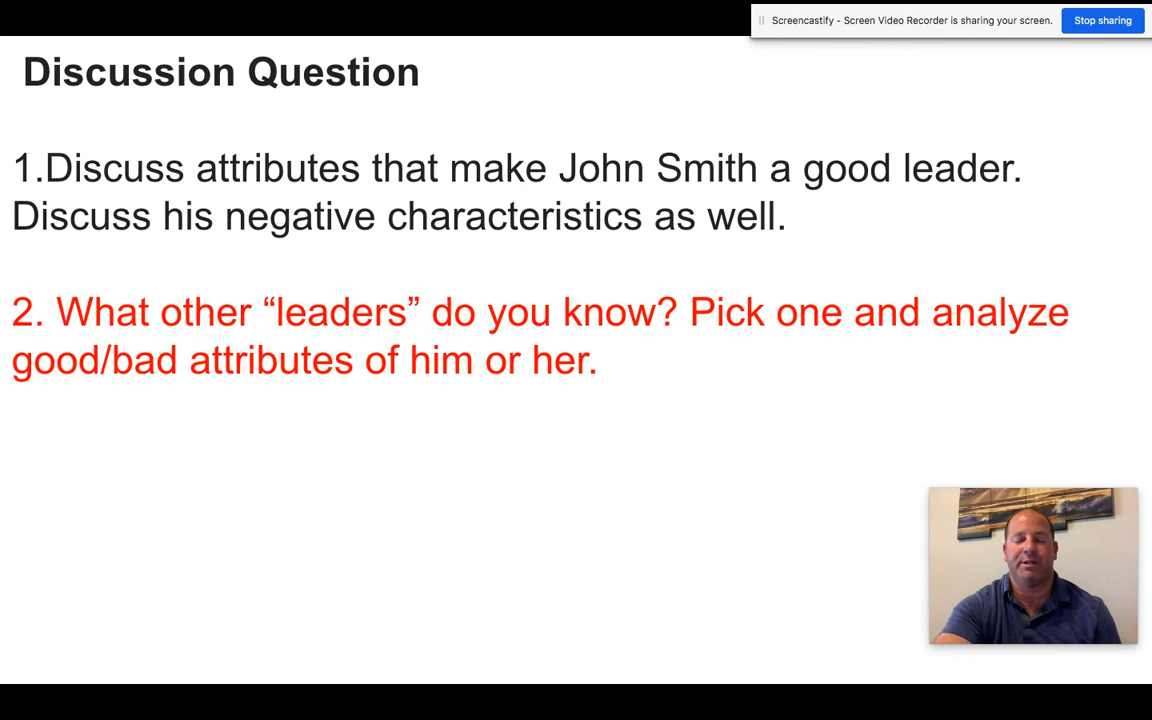 Screencastify - Screen Video Recorder is sharing your screen. Stop sharing
Discussion Question
1.Discuss attributes that make John Smith a good leader.
Discuss his negative characteristics as well.
2. What other “leaders” do you know? Pick one and analyze
good/bad attributes of him or her.